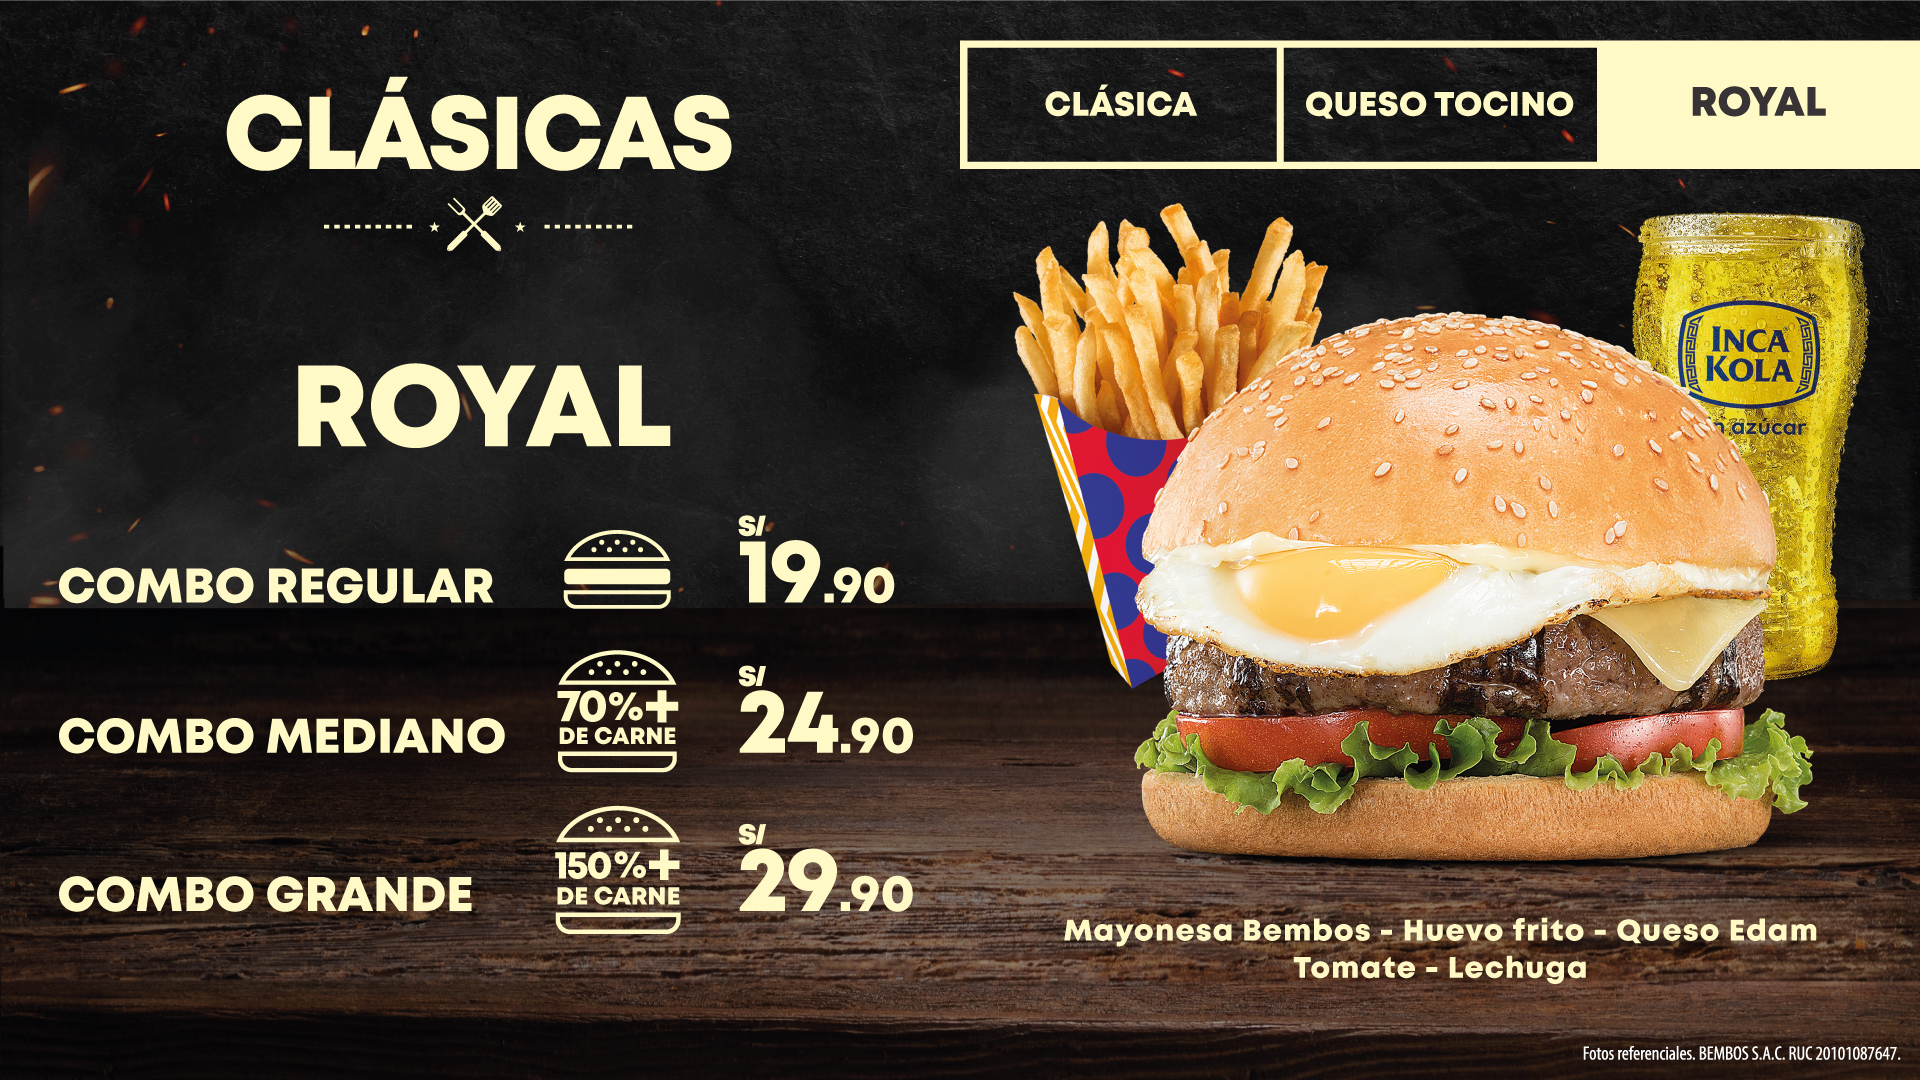 CLÁSICAS
CLÁSICA
QUESO TOCINO
ROYAL
ROYAL
COMBO REGULAR
S/
19.90
COMBO MEDIANO
70%+
DE CARNE
S/
24.90
COMBO GRANDE
150%+
DE CARNE
S/
29.90
INCA
KOLA
azúcar
Mayonesa Bembos - Huevo frito - Queso Edam
Tomate - Lechuga
Fotos referenciales. BEMBOS S.A.C. RUC 20101087647.